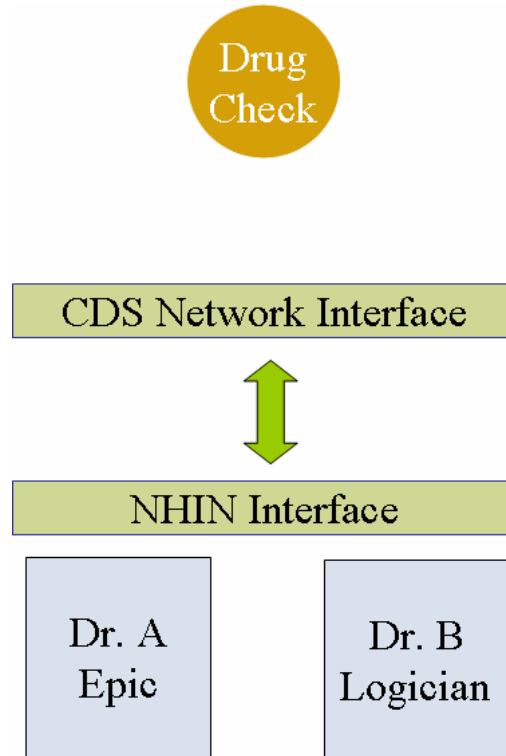 Drug
Check
CDS Network Interface
NHIN Interface
Dr. A
Epic
Dr. B
Logician